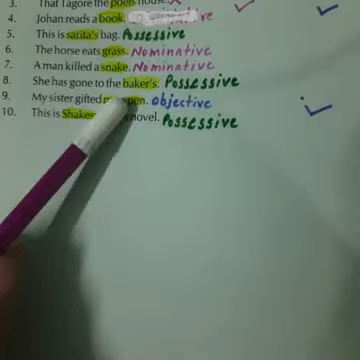 3. That Tagore the poets house.
4. Johan reads a book.
5. This is sarita's bag. Possessive
6. The horse eats grass. Nominative
7. A man killed a snake. Nominative
8. She has gone to the baker's. Possessive
9. My sister gifted pen. objective
10. This is Shakes novel. Possessive